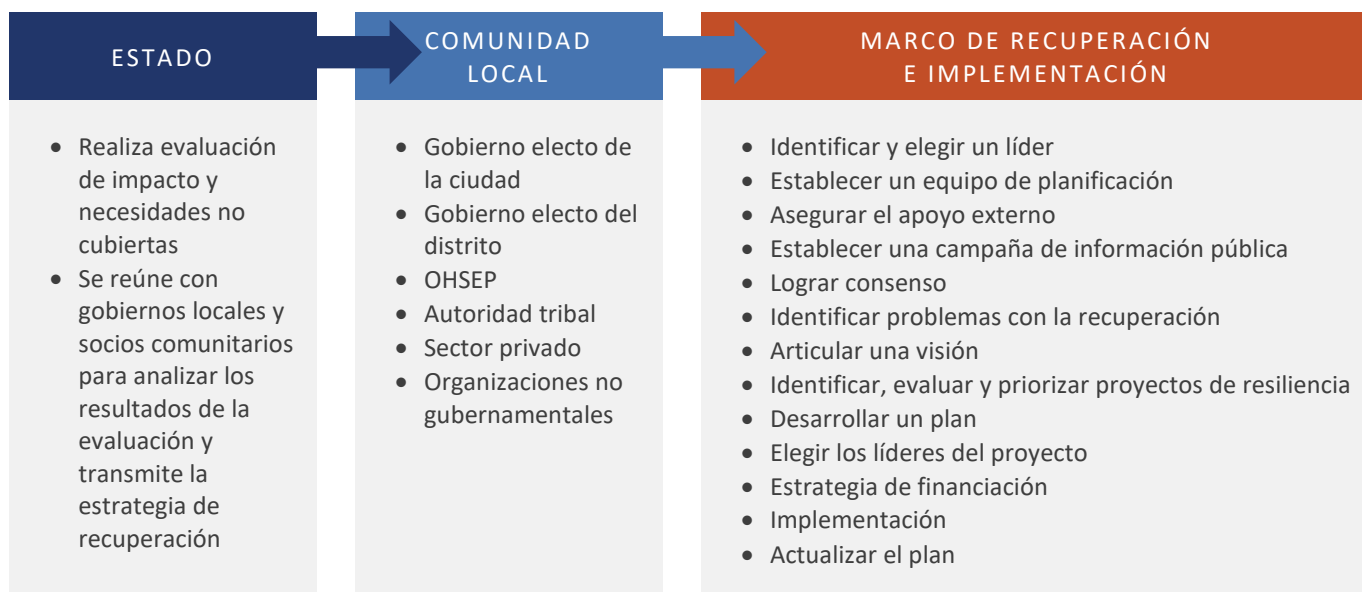 ESTADO
• Realiza evaluación
de impacto y
necesidades no
cubiertas
• Se reúne con
gobiernos locales y
socios comunitarios
para analizar los
resultados de la
evaluación y
transmite la
estrategia de
recuperación
COMUNIDAD
LOCAL
• Gobierno electo de
la ciudad
• Gobierno electo del
distrito
• OHSEP
• Autoridad tribal
• Sector privado
• Organizaciones no
gubernamentales
MARCO DE RECUPERACIÓN
E IMPLEMENTACIÓN
• Identificar y elegir un líder
• Establecer un equipo de planificación
• Asegurar el apoyo externo
• Establecer una campaña de información pública
• Lograr consenso
• Identificar problemas con la recuperación
• Articular una visión
• Identificar, evaluar y priorizar proyectos de resiliencia
• Desarrollar un plan
• Elegir los líderes del proyecto
• Estrategia de financiación
• Implementación
• Actualizar el plan